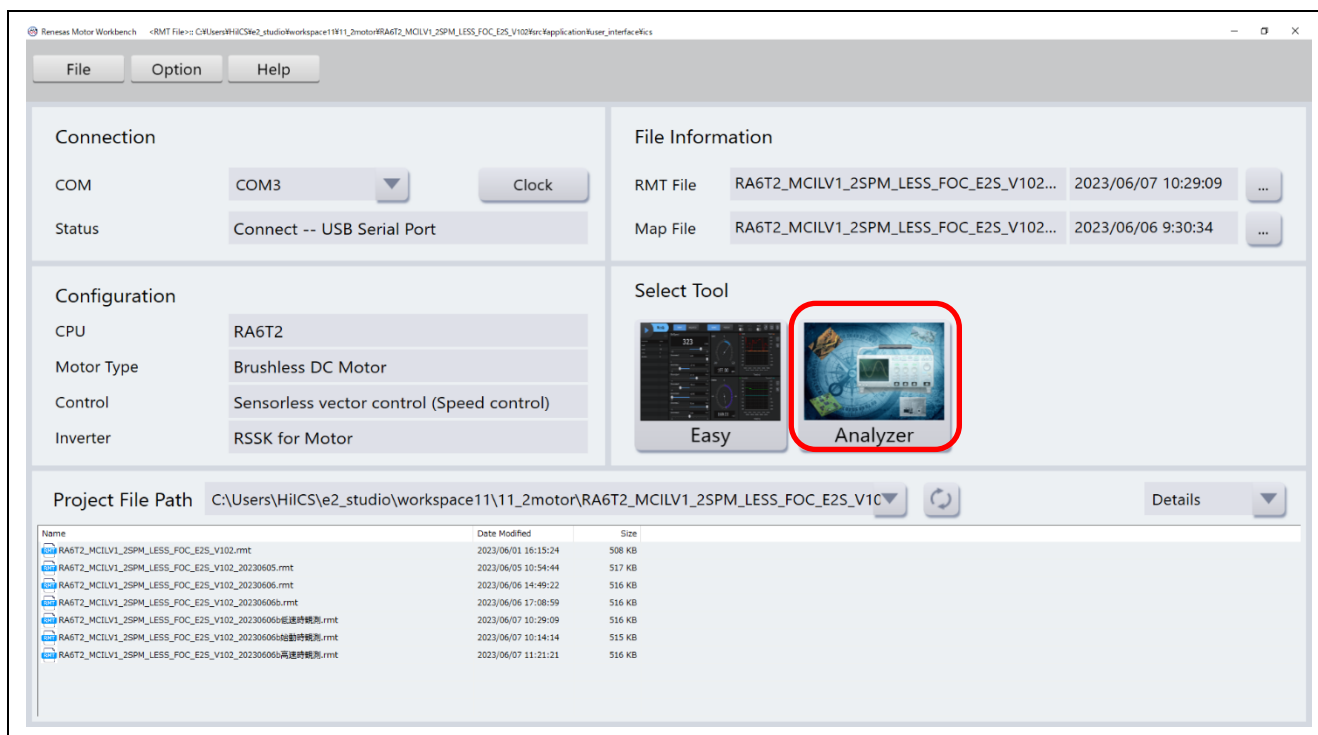 Renesas Motor Workbench <RMT File>:: C:¥Users¥HiICS¥e2_studio¥workspace11¥11_2motor¥RA6T2_MCILV1_2SPM_LESS_FOC_E2S_V102¥src¥application¥user_interface¥ics
File Option Help
Connection
COM COM3 Clock
Status Connect -- USB Serial Port
File Information
RMT File RA6T2_MCILV1_2SPM_LESS_FOC_E2S_V102... 2023/06/07 10:29:09 ...
Map File RA6T2_MCILV1_2SPM_LESS_FOC_E2S_V102... 2023/06/06 9:30:34 ...
Configuration
CPU RA6T2
Motor Type Brushless DC Motor
Control Sensorless vector control (Speed control)
Inverter RSSK for Motor
Select Tool
323
Easy Analyzer
Project File Path C:\Users\HiICS\e2_studio\workspace11\11_2motor\RA6T2_MCILV1_2SPM_LESS_FOC_E2S_V10 Details
Name Date Modified Size
RA6T2_MCILV1_2SPM_LESS_FOC_E2S_V102.rmt 2023/06/01 16:15:24 508 KB
RA6T2_MCILV1_2SPM_LESS_FOC_E2S_V102_20230605.rmt 2023/06/05 10:54:44 517 KB
RA6T2_MCILV1_2SPM_LESS_FOC_E2S_V102_20230606.rmt 2023/06/06 14:49:22 516 KB
RA6T2_MCILV1_2SPM_LESS_FOC_E2S_V102_20230606b.rmt 2023/06/06 17:08:59 516 KB
RA6T2_MCILV1_2SPM_LESS_FOC_E2S_V102_20230606b低速時観測.rmt 2023/06/07 10:29:09 516 KB
RA6T2_MCILV1_2SPM_LESS_FOC_E2S_V102_20230606b始動時観測.rmt 2023/06/07 10:14:14 515 KB
RA6T2_MCILV1_2SPM_LESS_FOC_E2S_V102_20230606b高速時観測.rmt 2023/06/07 11:21:21 516 KB